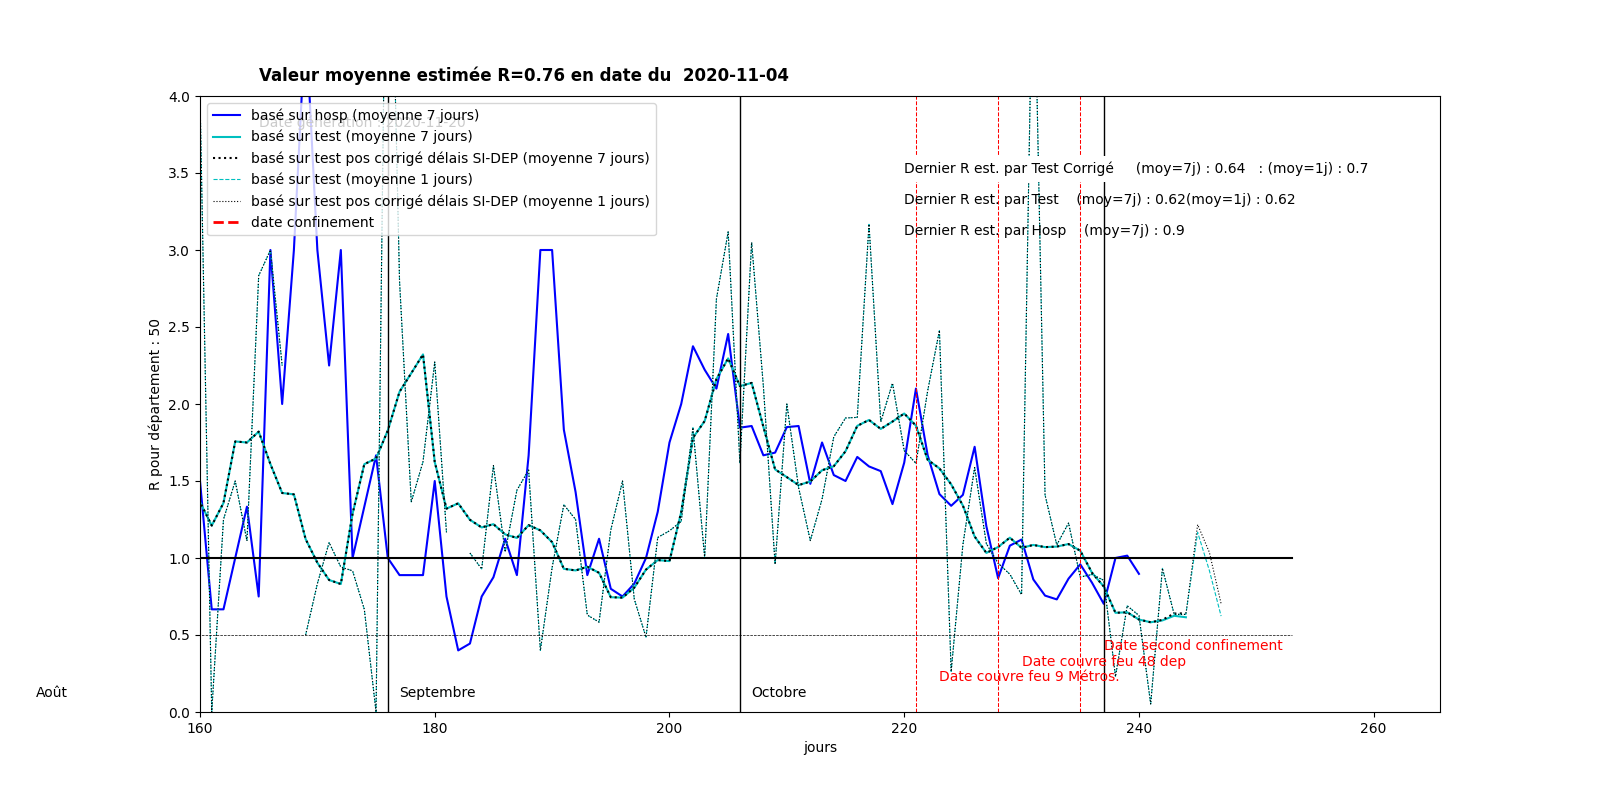 Valeur moyenne estimée R=0.76 en date du  2020-11-04
Date génération : 2020-11-20
basé sur hosp (moyenne 7 jours)
basé sur test (moyenne 7 jours)
basé sur test pos corrigé délais SI-DEP (moyenne 7 jours)
basé sur test (moyenne 1 jours)
basé sur test pos corrigé délais SI-DEP (moyenne 1 jours)
date confinement
Dernier R est. par Test Corrigé (moy=7j) : 0.64 : (moy=1j) : 0.7
Dernier R est. par Test (moy=7j) : 0.62(moy=1j) : 0.62
Dernier R est. par Hosp (moy=7j) : 0.9
4.0
3.5
3.0
2.5
2.0
1.5
1.0
0.5
0.0
R pour département : 50
Date second confinement
Date couvre feu 48 dep
Date couvre feu 9 Métros.
Août
Septembre
Octobre
160
180
200
220
240
260
jours